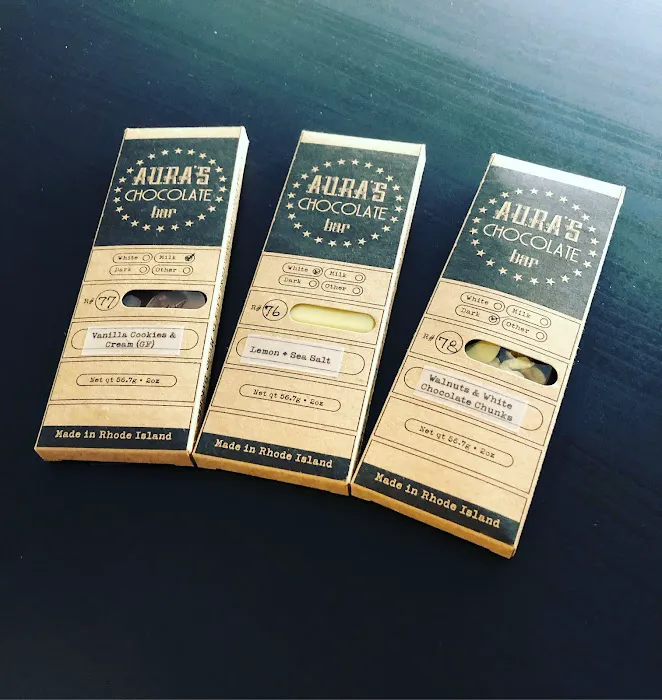 AURA'S
CHOCOLATE
bar
White Milk
Dark Other
R# 77
Vanilla Cookies &
Cream (GF)
Net qt 56.7g • 2oz
Made in Rhode Island
AURA'S
CHOCOLATE
bar
White Milk
Dark Other
R# 76
Lemon + Sea Salt
Net qt 56.7g • 2oz
Made in Rhode Island
AURA'S
CHOCOLATE
bar
White Milk
Dark Other
R# 78
Walnuts & White
Chocolate Chunks
Net qt 56.7g • 2oz
Made in Rhode Island